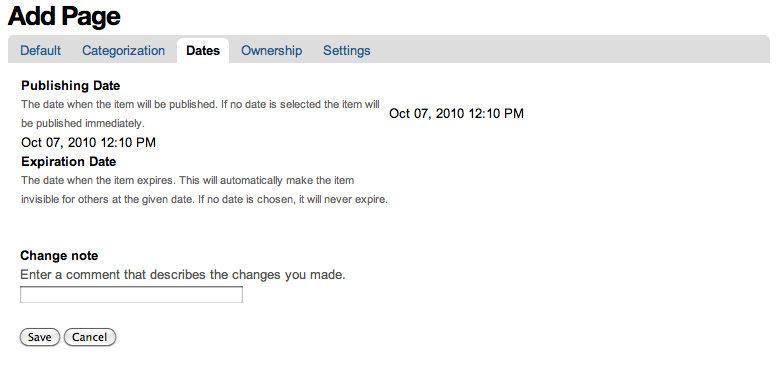 Add Page
Default Categorization Dates Ownership Settings
Publishing Date
The date when the item will be published. If no date is selected the item will
be published immediately.
Oct 07, 2010 12:10 PM
Oct 07, 2010 12:10 PM
Expiration Date
The date when the item expires. This will automatically make the item
invisible for others at the given date. If no date is chosen, it will never expire.
Change note
Enter a comment that describes the changes you made.
Save Cancel